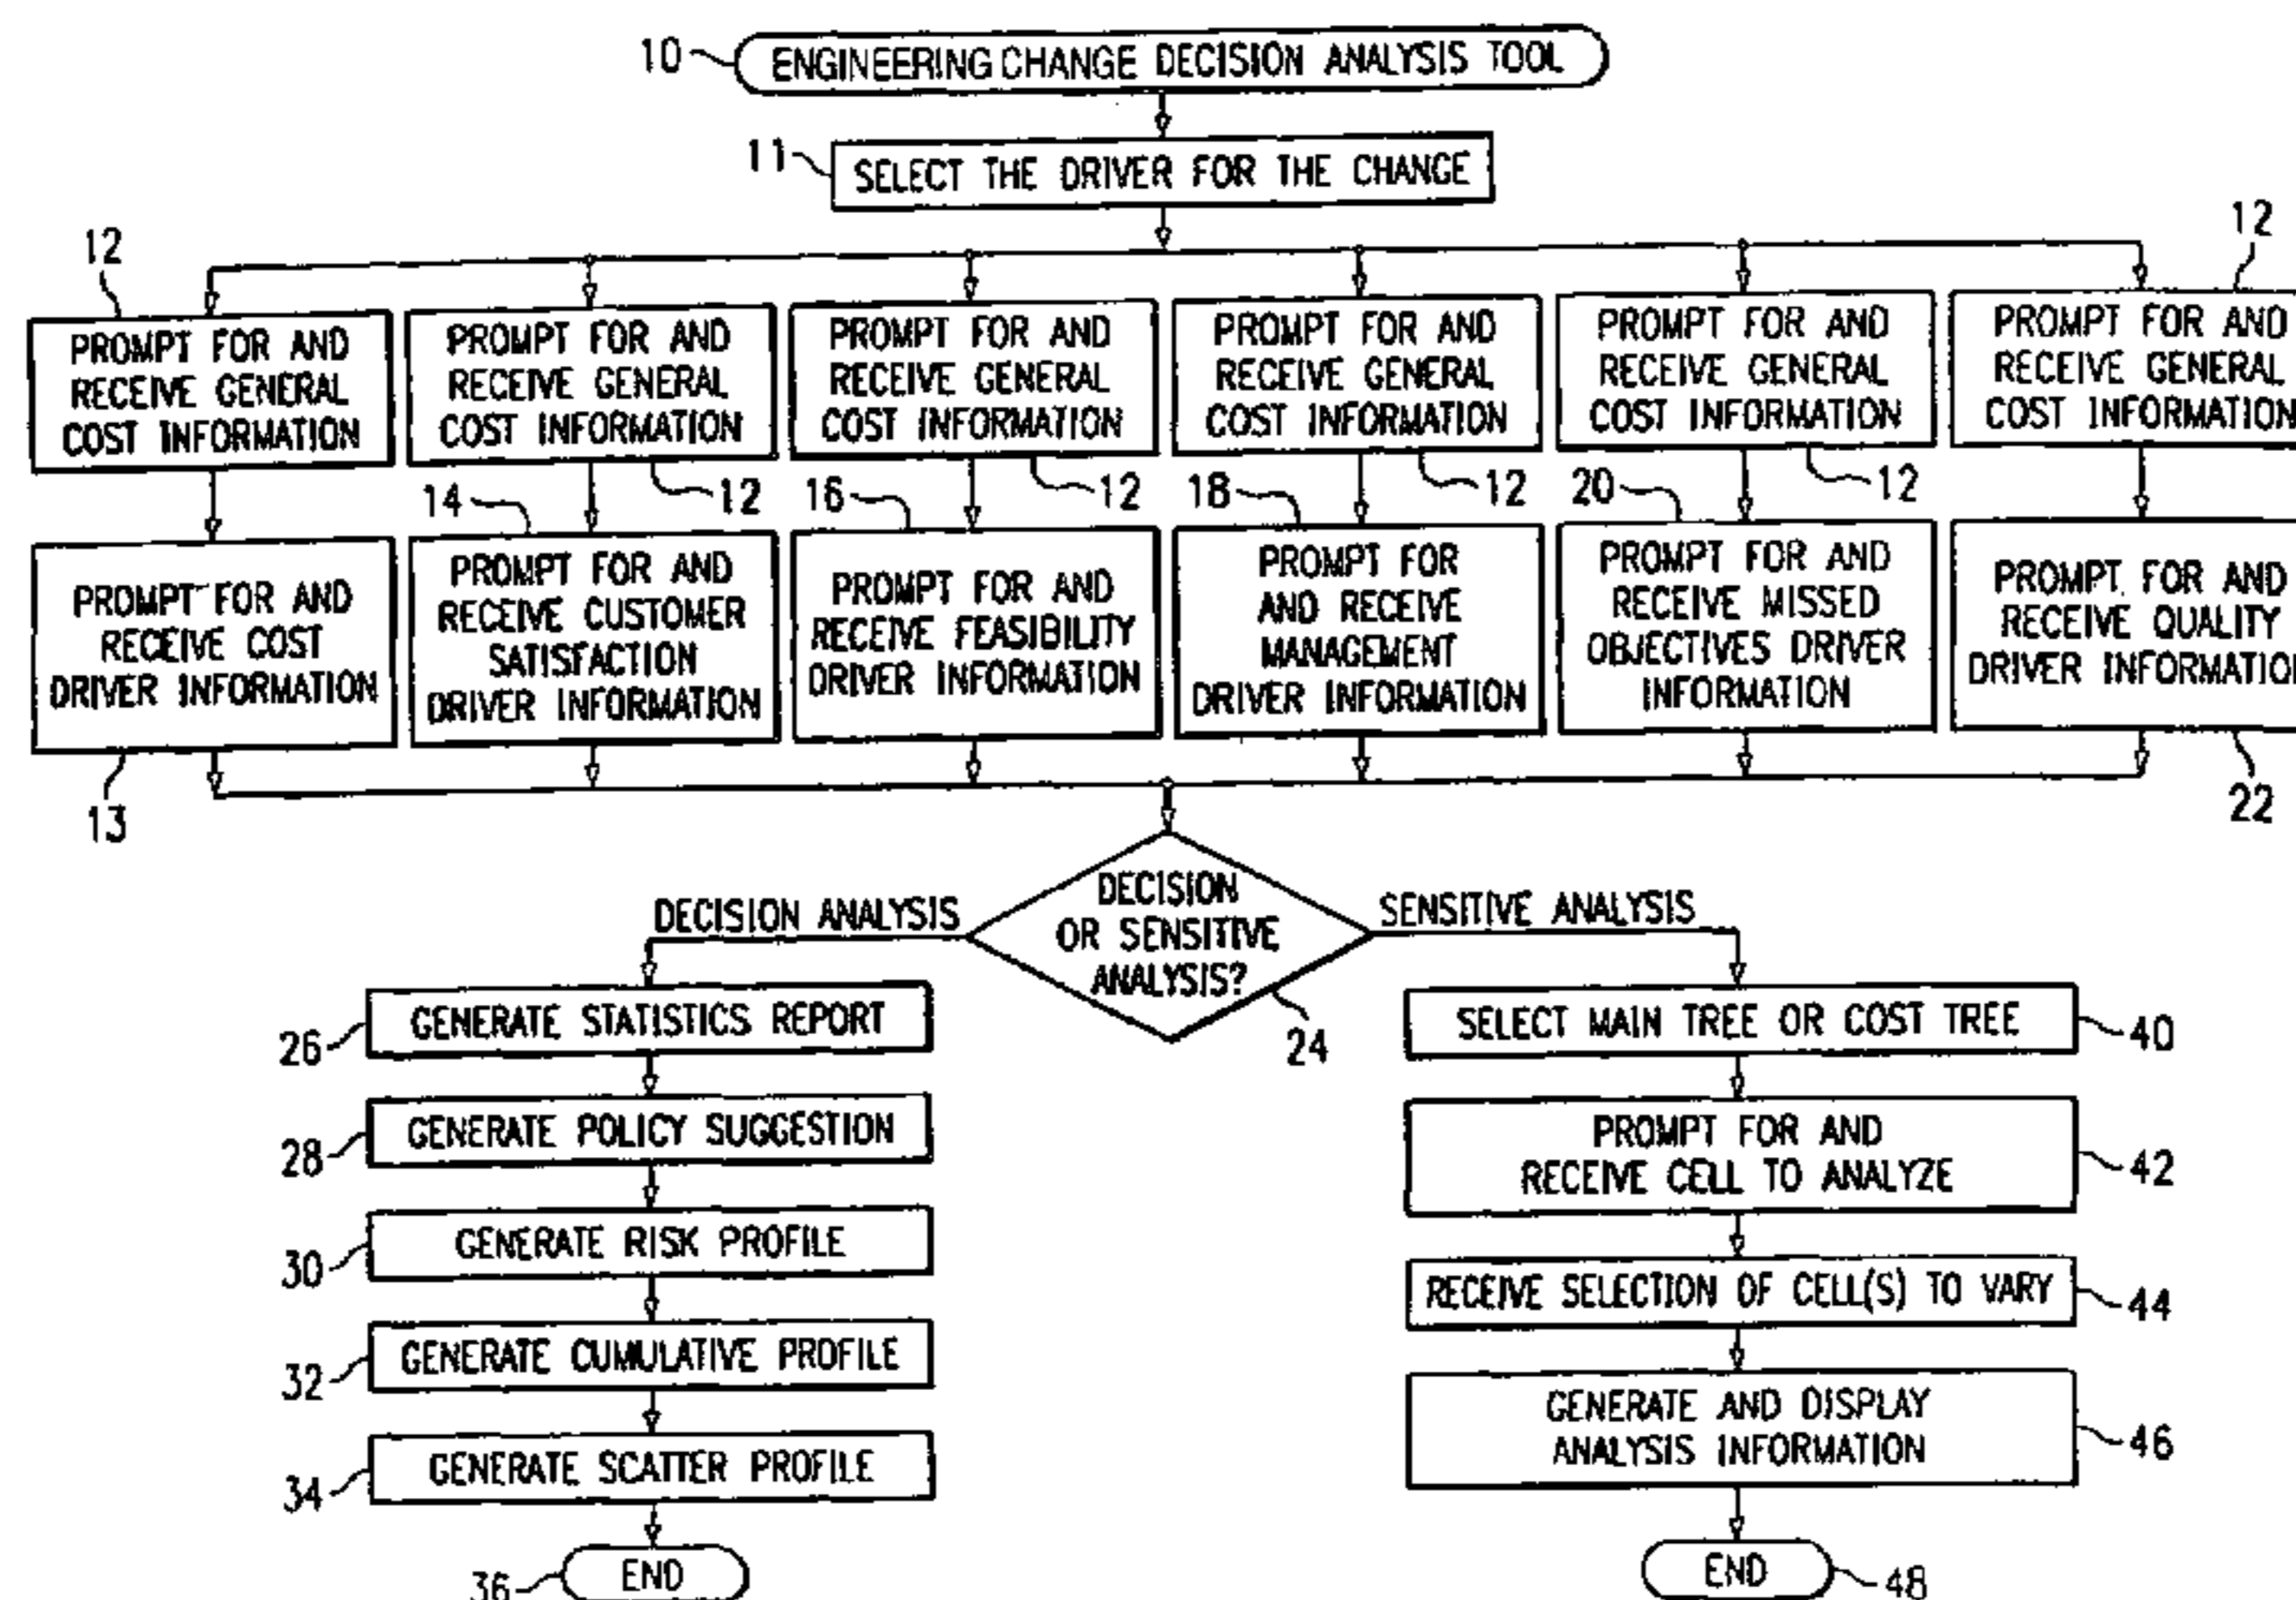 10 ENGINEERING CHANGE DECISION ANALYSIS TOOL
11 SELECT THE DRIVER FOR THE CHANGE
12
12
PROMPT FOR AND
RECEIVE GENERAL
COST INFORMATION
PROMPT FOR AND
RECEIVE GENERAL
COST INFORMATION
PROMPT FOR AND
RECEIVE GENERAL
COST INFORMATION
PROMPT FOR AND
RECEIVE GENERAL
COST INFORMATION
PROMPT FOR AND
RECEIVE GENERAL
COST INFORMATION
PROMPT FOR AND
RECEIVE GENERAL
COST INFORMATION
14
12
16
12
18
12
20
12
PROMPT FOR AND
RECEIVE COST
DRIVER INFORMATION
PROMPT FOR AND
RECEIVE CUSTOMER
SATISFACTION
DRIVER INFORMATION
PROMPT FOR AND
RECEIVE FEASIBILITY
DRIVER INFORMATION
PROMPT FOR
AND RECEIVE
MANAGEMENT
DRIVER INFORMATION
PROMPT FOR AND
RECEIVE MISSED
OBJECTIVES DRIVER
INFORMATION
PROMPT FOR AND
RECEIVE QUALITY
DRIVER INFORMATION
13
22
DECISION
OR SENSITIVE
ANALYSIS?
24
DECISION ANALYSIS
SENSITIVE ANALYSIS
26 GENERATE STATISTICS REPORT
28 GENERATE POLICY SUGGESTION
30 GENERATE RISK PROFILE
32 GENERATE CUMULATIVE PROFILE
34 GENERATE SCATTER PROFILE
36 END
SELECT MAIN TREE OR COST TREE 40
PROMPT FOR AND
RECEIVE CELL TO ANALYZE 42
RECEIVE SELECTION OF CELL(S) TO VARY 44
GENERATE AND DISPLAY
ANALYSIS INFORMATION 46
END 48